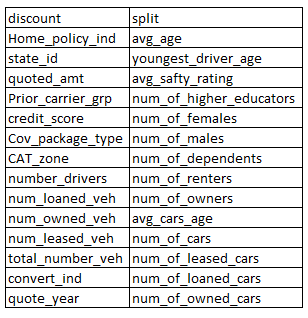 discount split
Home_policy_ind avg_age
state_id youngest_driver_age
quoted_amt avg_safty_rating
Prior_carrier_grp num_of_higher_educators
credit_score num_of_females
Cov_package_type num_of_males
CAT_zone num_of_dependents
number_drivers num_of_renters
num_loaned_veh num_of_owners
num_owned_veh avg_cars_age
num_leased_veh num_of_cars
total_number_veh num_of_leased_cars
convert_ind num_of_loaned_cars
quote_year num_of_owned_cars